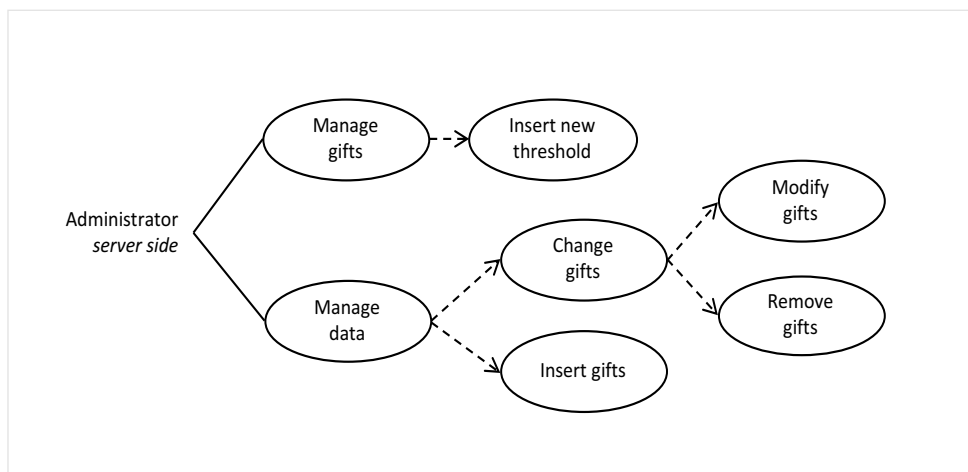 Administrator
server side
Manage
gifts
Insert new
threshold
Manage
data
Change
gifts
Insert gifts
Modify
gifts
Remove
gifts